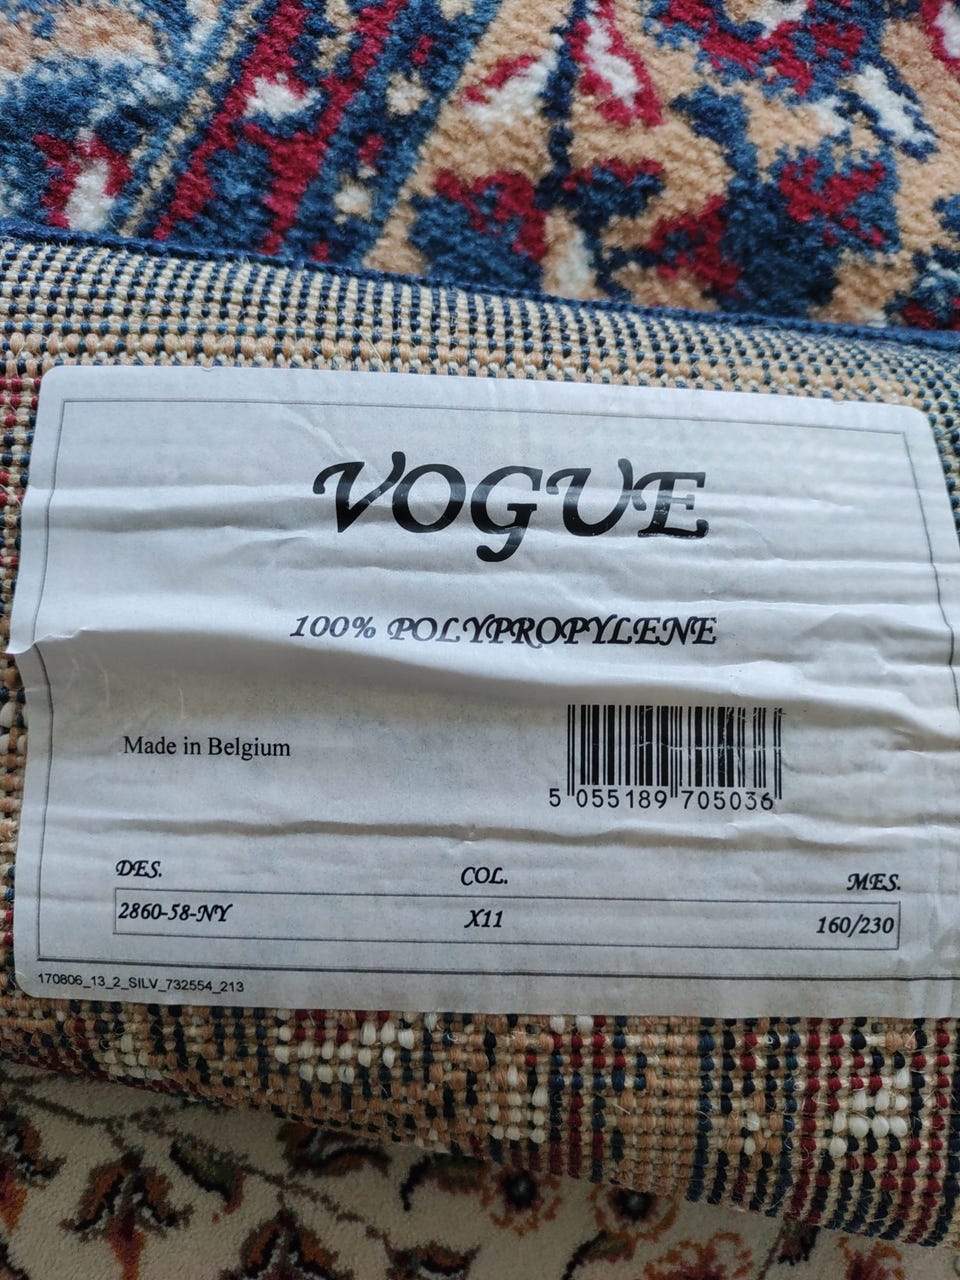 VOGUE
100% POLYPROPYLENE
Made in Belgium
5 055189 705036
DES. COL. MES.
2860-58-NY X11 160/230
170806_13_2_SILV_732554_213